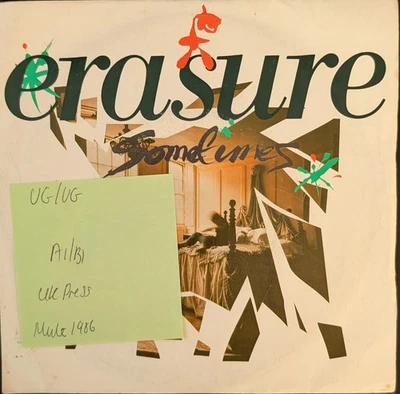 erasure
Sometimes
VG/VG
A1/B1
UK Press
Mute 1986